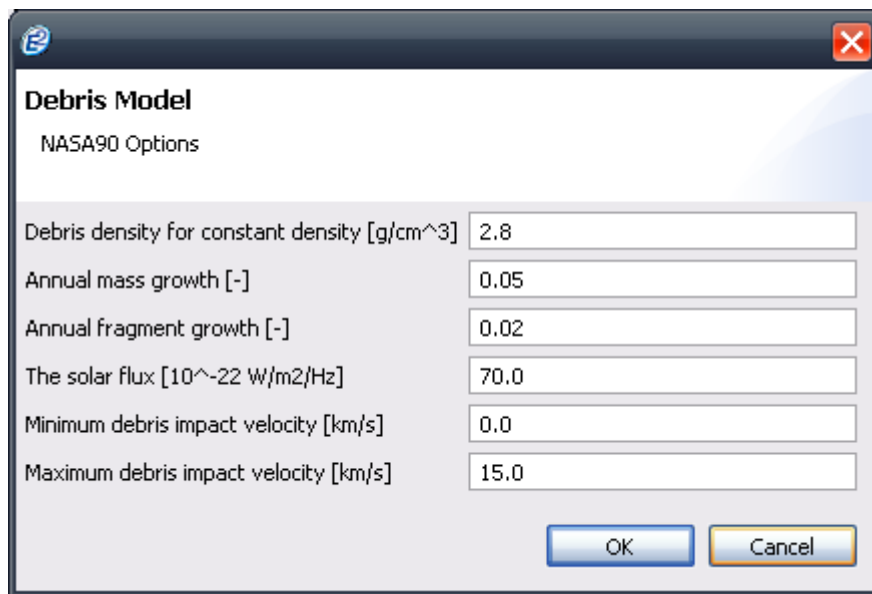 Debris Model
NASA90 Options
Debris density for constant density [g/cm^3] 2.8
Annual mass growth [-] 0.05
Annual fragment growth [-] 0.02
The solar flux [10^-22 W/m2/Hz] 70.0
Minimum debris impact velocity [km/s] 0.0
Maximum debris impact velocity [km/s] 15.0
OK Cancel